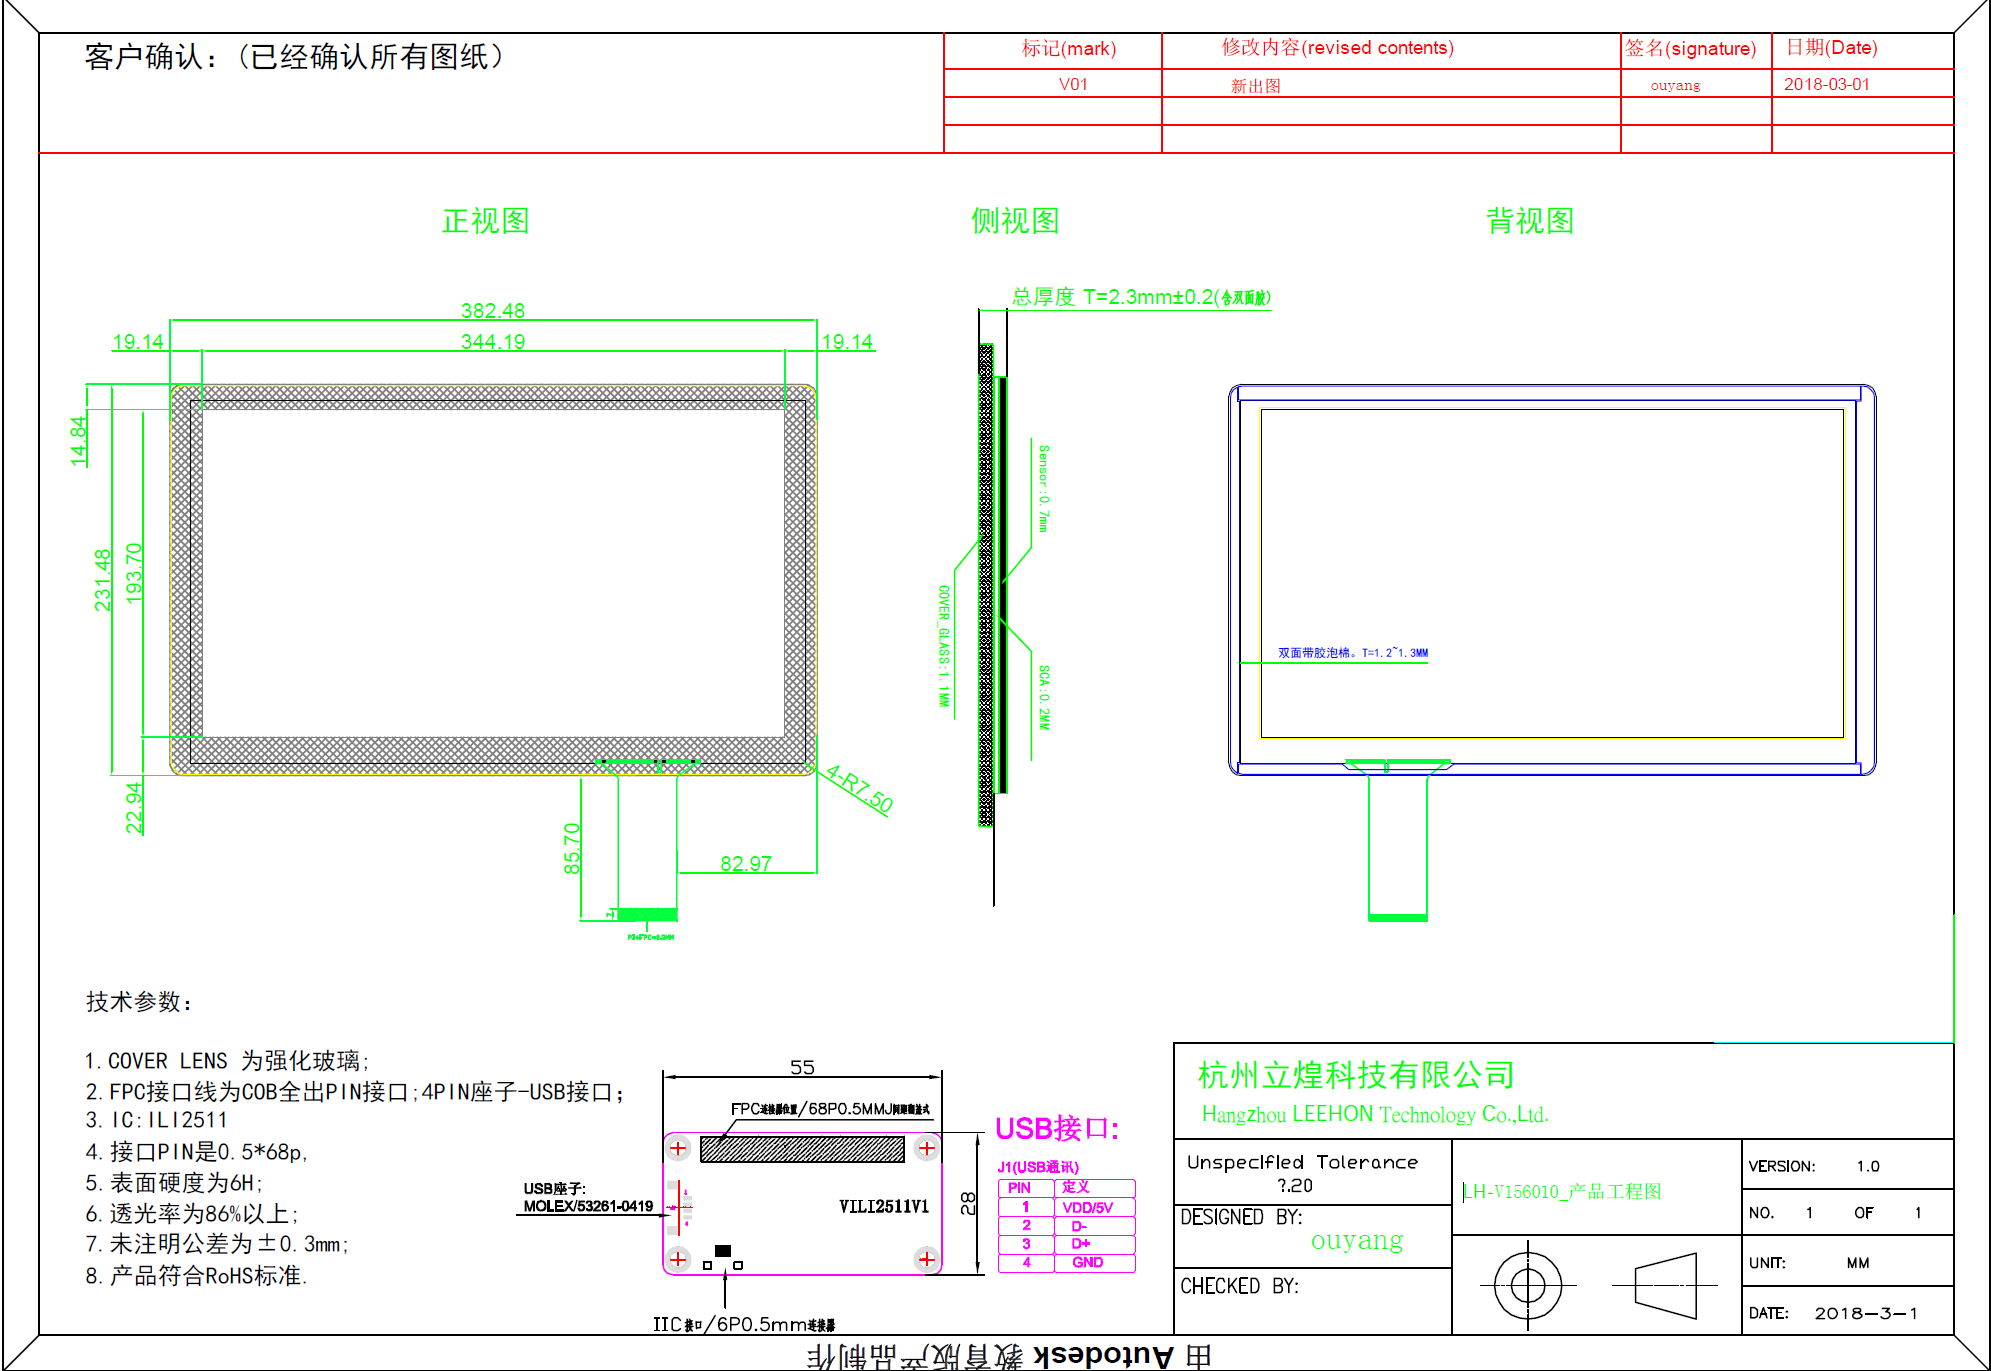 客户确认：(已经确认所有图纸)
标记(mark) 修改内容(revised contents) 签名(signature) 日期(Date)
V01 新出图 ouyang 2018-03-01
正视图 侧视图 背视图
总厚度 T=2.3mm±0.2(含双面胶)
382.48
19.14 344.19 19.14
14.84
231.48
193.70
22.94
85.70
82.97
4-R7.50
Sensor:0.7mm
COVER_GLASS:1.1MM
SCA:0.2MM
双面带胶泡棉。T=1.2~1.3MM
技术参数：
1.COVER LENS 为强化玻璃;
2.FPC接口线为COB全出PIN接口;4PIN座子-USB接口；
3.IC:ILI2511
4.接口PIN是0.5*68p,
5.表面硬度为6H;
6.透光率为86%以上;
7.未注明公差为±0.3mm;
8.产品符合RoHS标准.
55
FPC连接器位置/68P0.5MMJ间距翻盖式
USB座子:
MOLEX/53261-0419
VILI2511V1
28
IIC接口/6P0.5mm连接器
USB接口:
J1(USB通讯)
PIN 定义
1 VDD/5V
2 D-
3 D+
4 GND
杭州立煌科技有限公司
Hangzhou LEEHON Technology Co.,Ltd.
Unspecified Tolerance
?.20
DESIGNED BY:
ouyang
CHECKED BY:
LH-V156010_产品工程图
VERSION: 1.0
NO. 1 OF 1
UNIT: MM
DATE: 2018-3-1
由 Autodesk 教育版产品制作